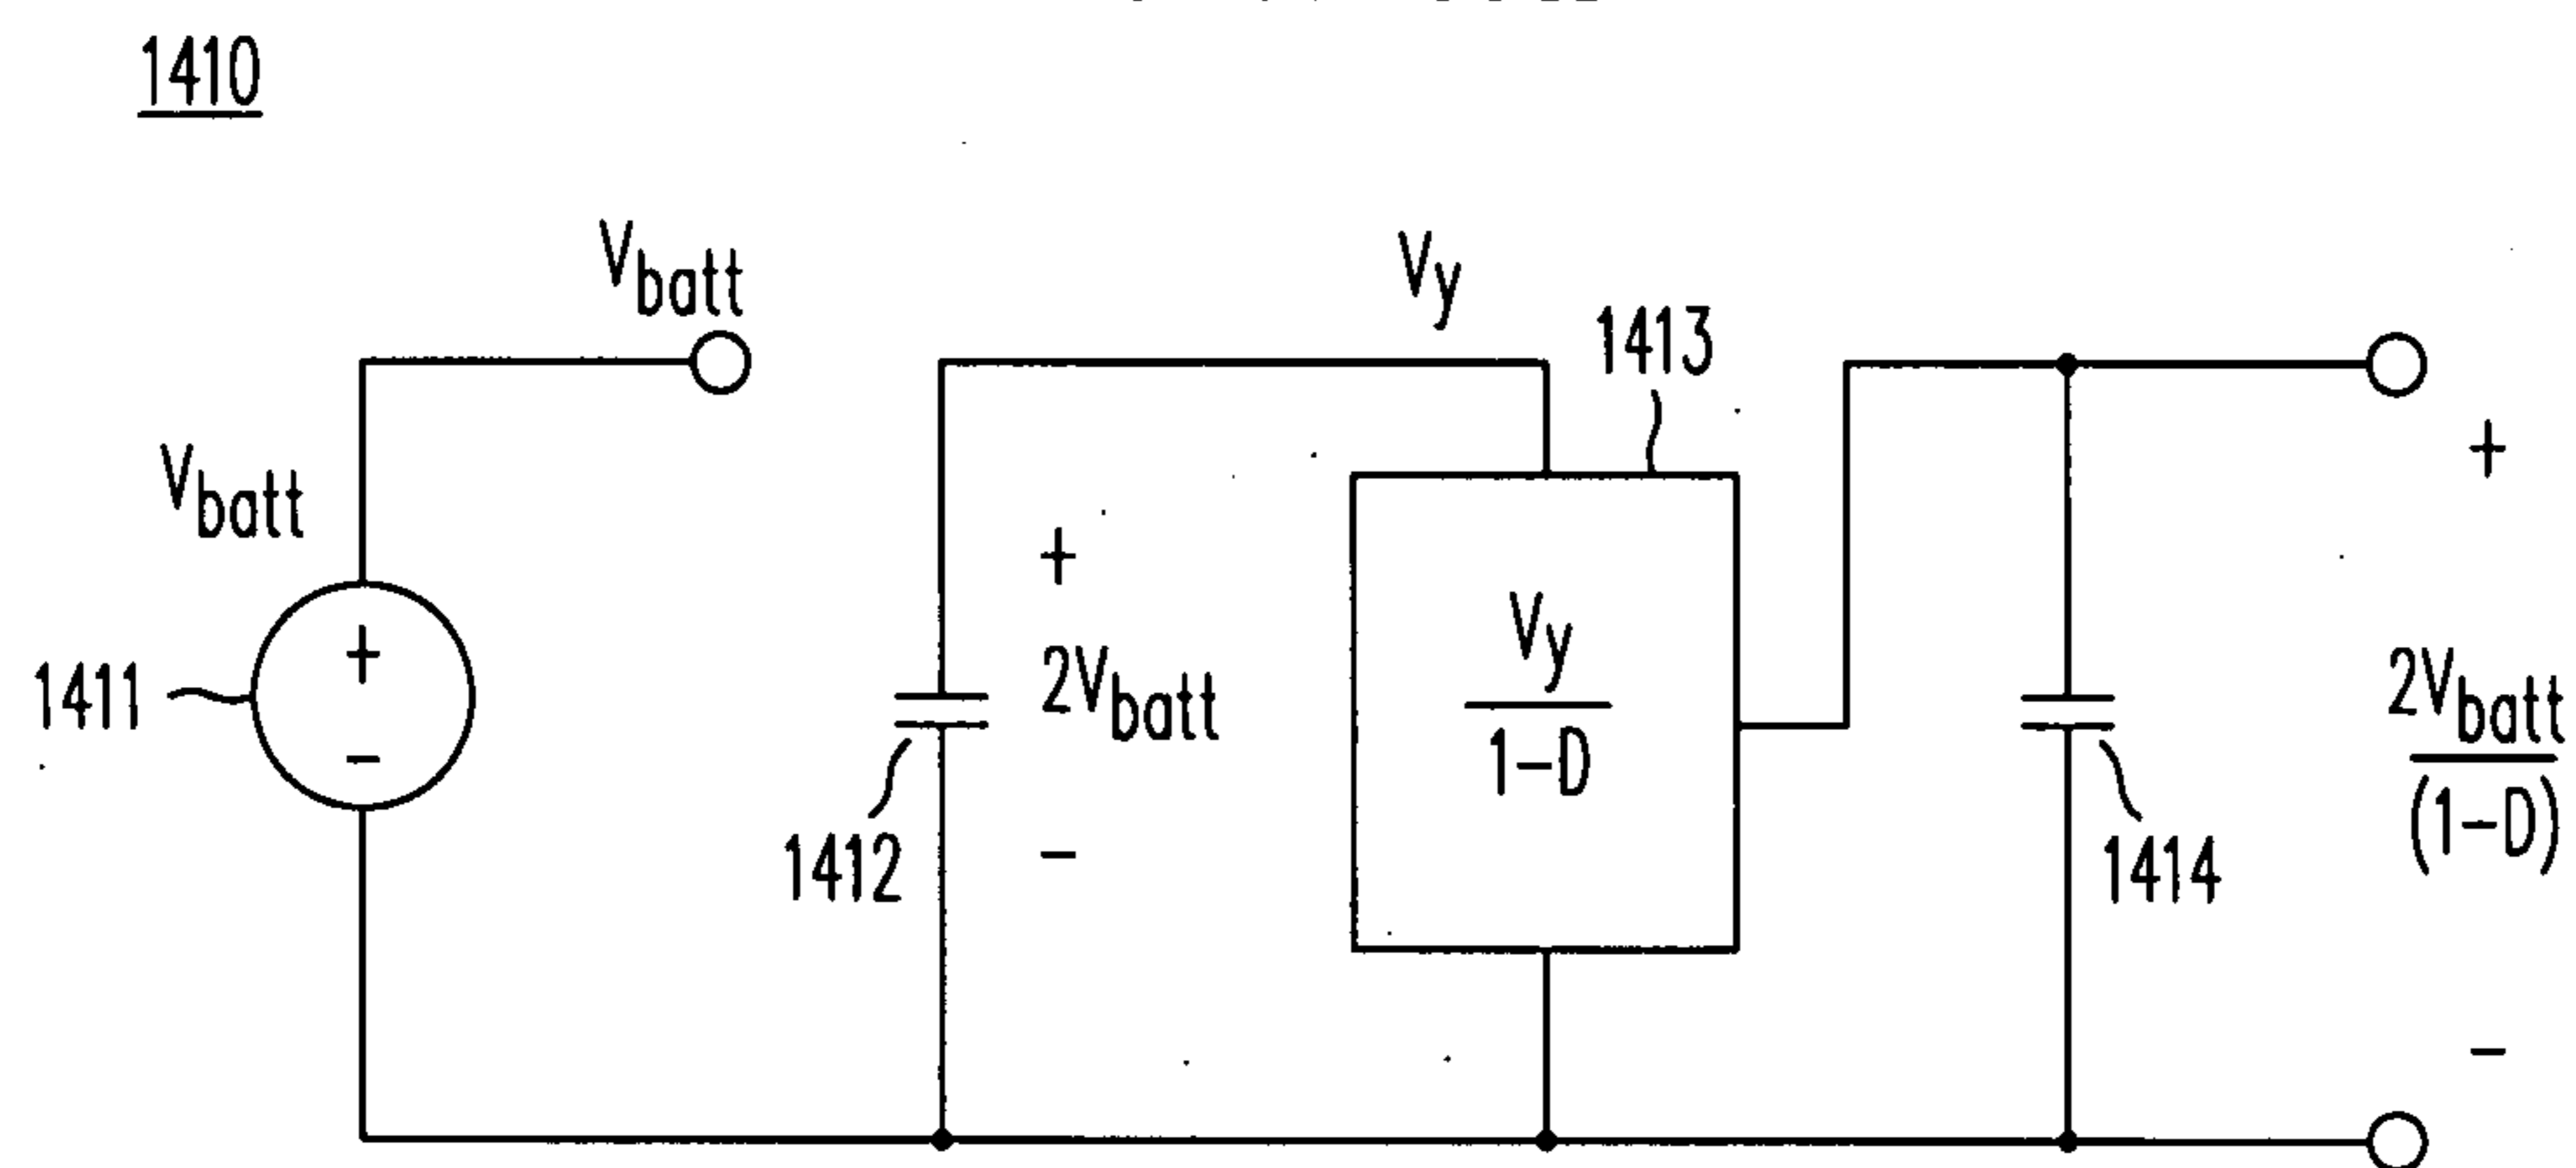 1410
V_batt
V_y
1413
V_batt
+
-
1411
+
2V_batt
-
1412
V_y
1-D
+
2V_batt
(1-D)
-
1414